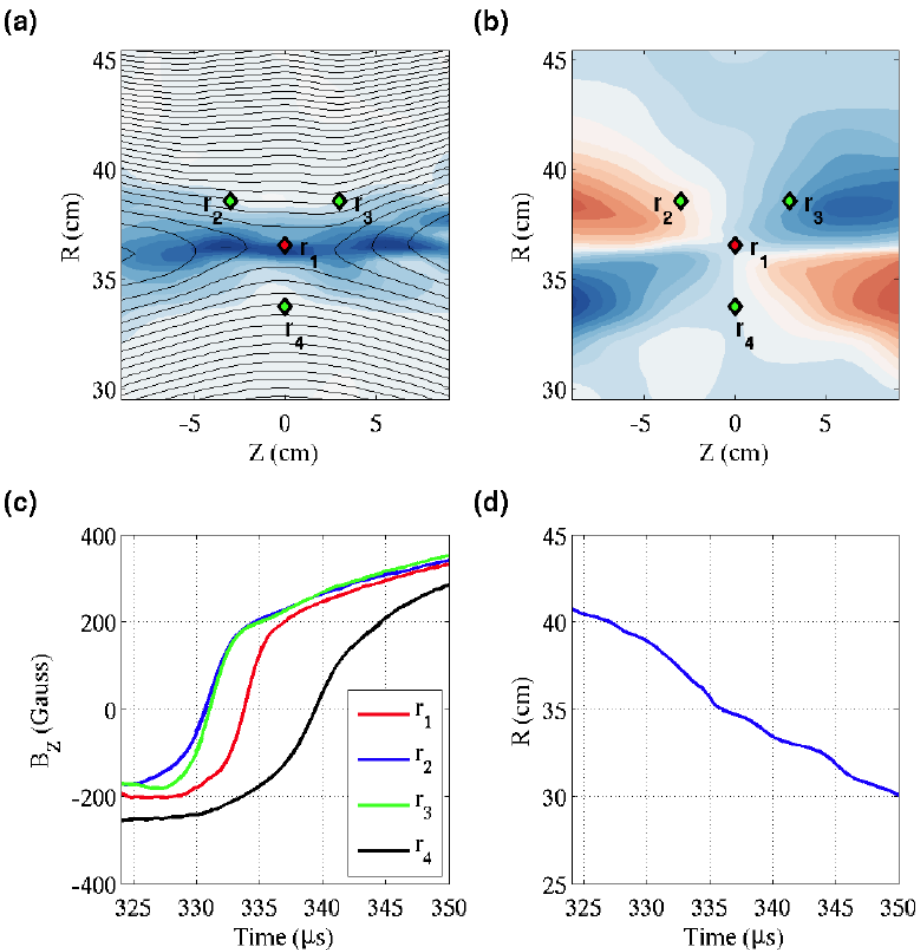 (a)
(b)
45
40
35
30
R (cm)
-5
0
5
Z (cm)
r2
r3
r1
r4
45
40
35
30
R (cm)
-5
0
5
Z (cm)
r2
r3
r1
r4
(c)
(d)
400
200
0
-200
-400
BZ (Gauss)
325
330
335
340
345
350
Time (μs)
r1
r2
r3
r4
45
40
35
30
25
R (cm)
325
330
335
340
345
350
Time (μs)